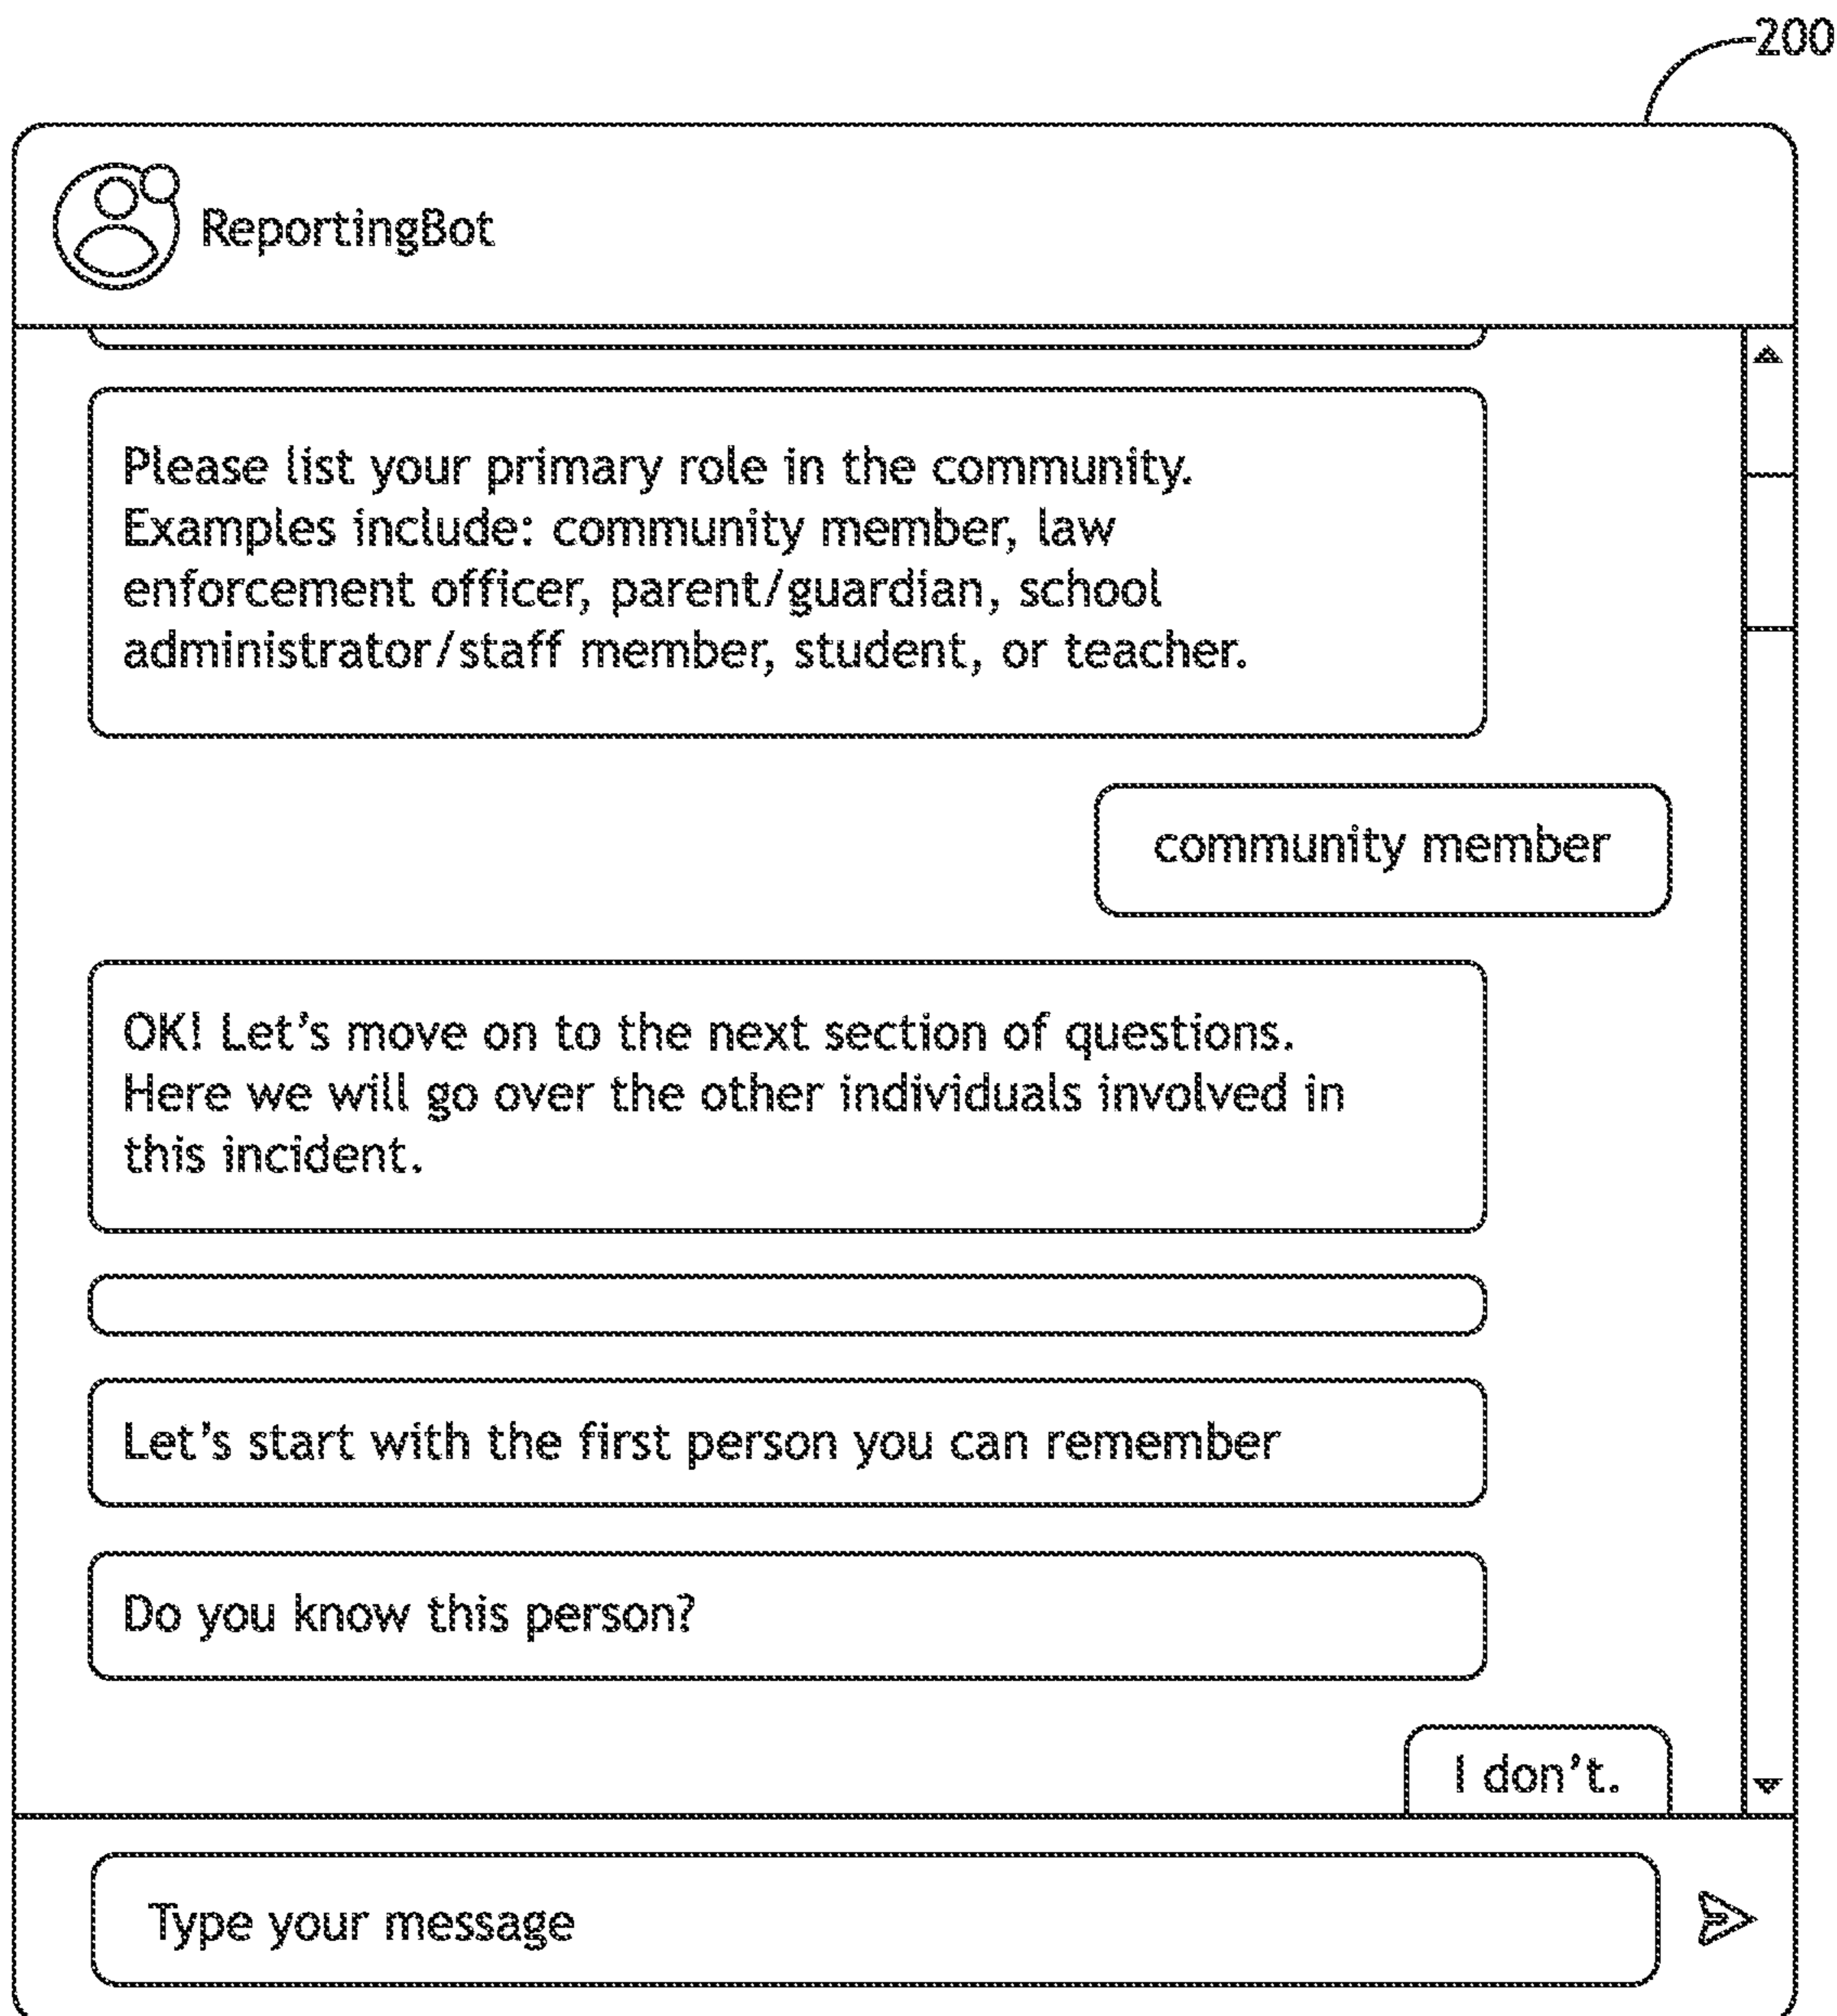 200
ReportingBot
Please list your primary role in the community.
Examples include: community member, law
enforcement officer, parent/guardian, school
administrator/staff member, student, or teacher.
community member
OK! Let's move on to the next section of questions.
Here we will go over the other individuals involved in
this incident.
Let's start with the first person you can remember
Do you know this person?
I don't.
Type your message